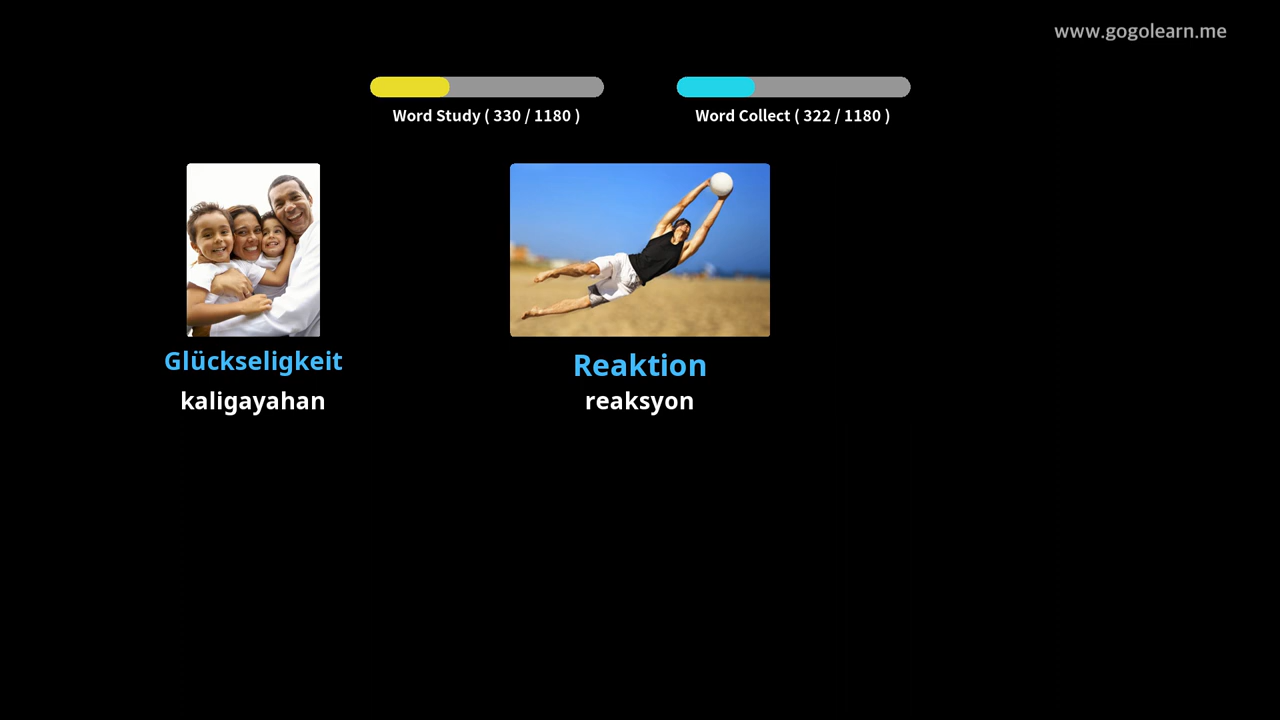 www.gogolearn.me
Word Study ( 330 / 1180 )
Word Collect ( 322 / 1180 )
Glückseligkeit
kaligayahan
Reaktion
reaksyon